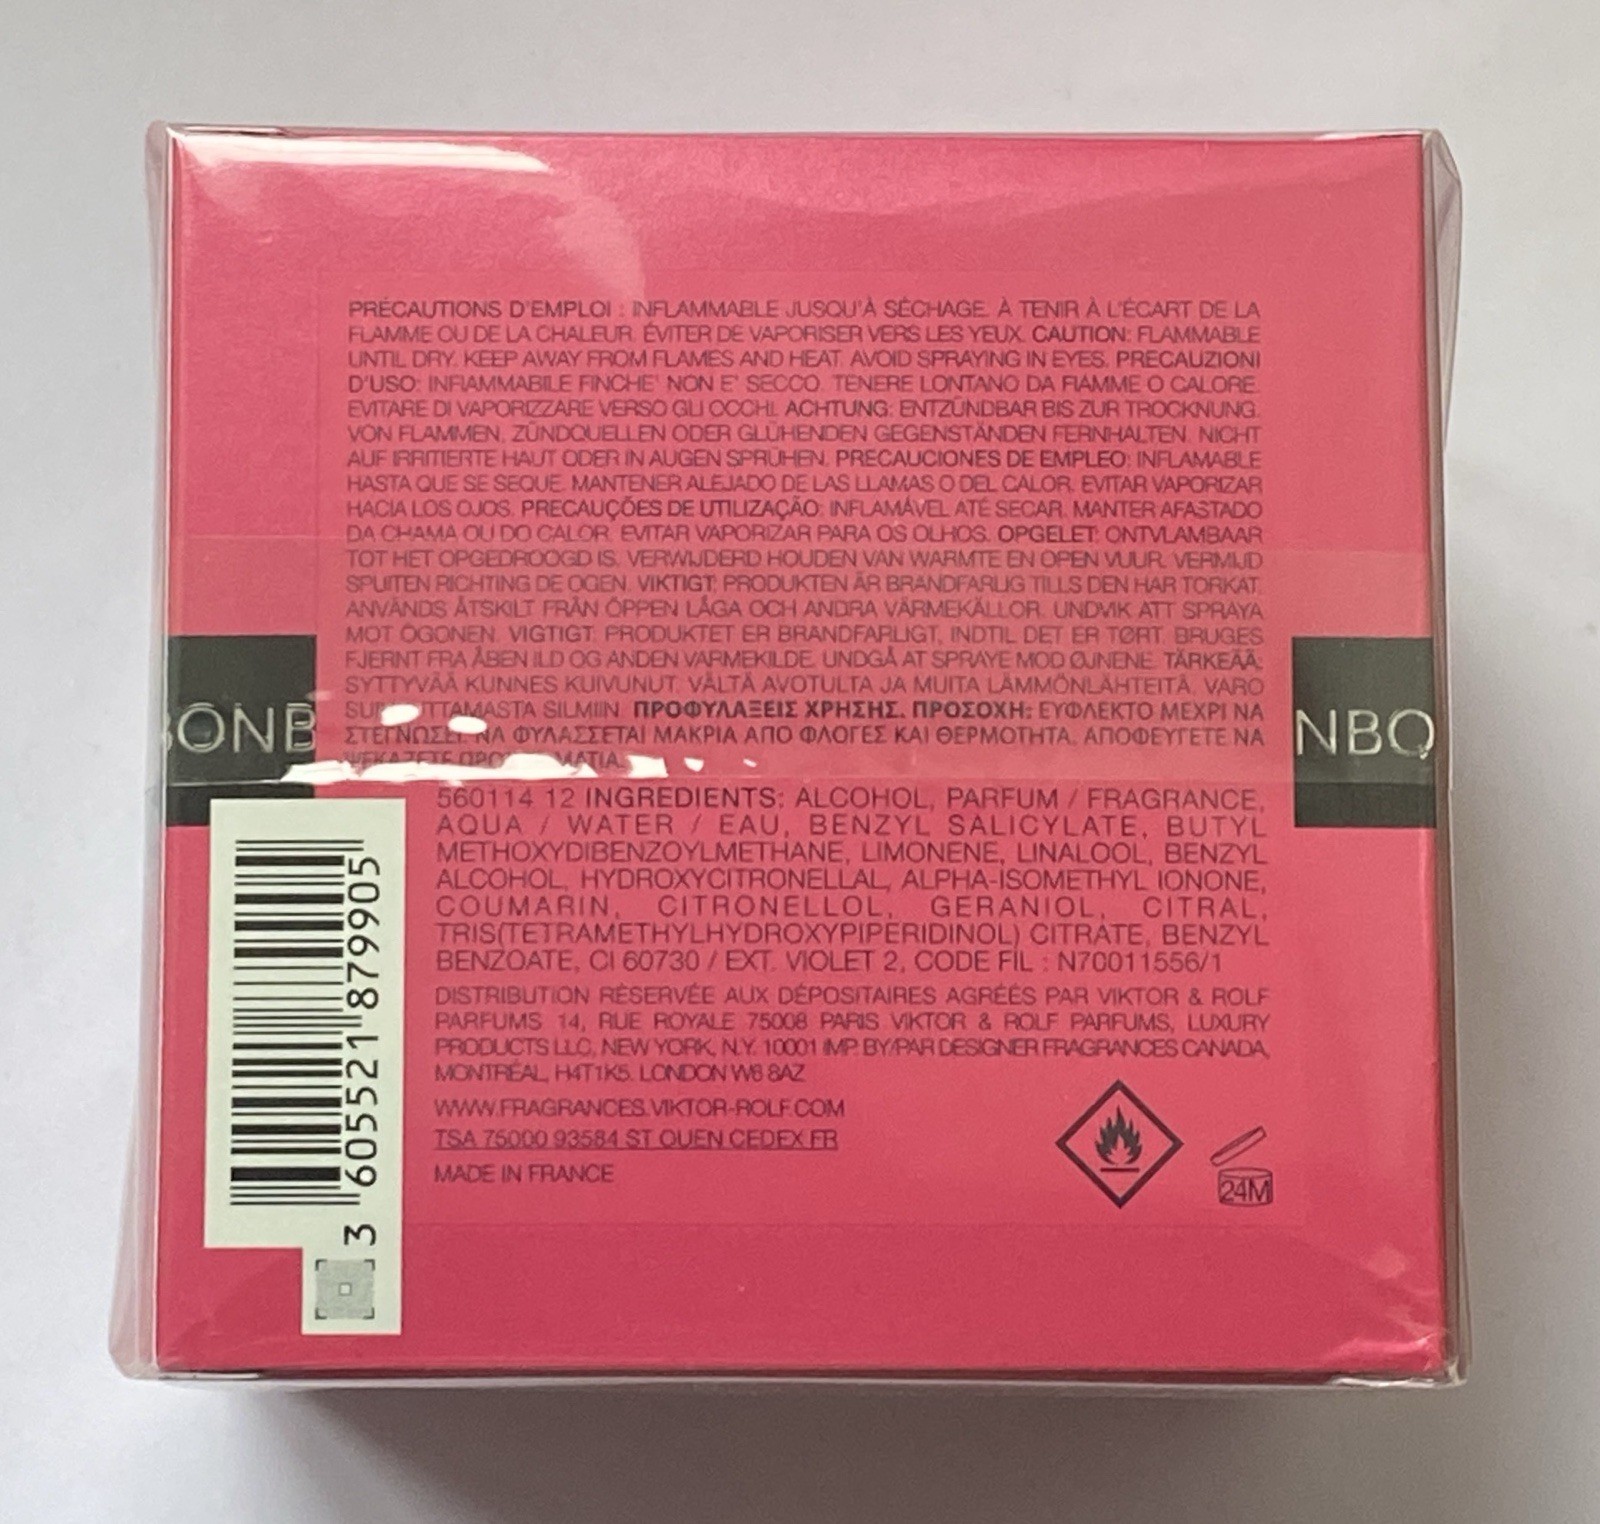 PRÉCAUTIONS D'EMPLOI : INFLAMMABLE JUSQU'À SÉCHAGE. À TENIR À L'ÉCART DE LA
FLAMME OU DE LA CHALEUR. ÉVITER DE VAPORISER VERS LES YEUX. CAUTION: FLAMMABLE
UNTIL DRY. KEEP AWAY FROM FLAMES AND HEAT. AVOID SPRAYING IN EYES. PRECAUZIONI
D'USO: INFIAMMABILE FINCHE' NON E' SECCO. TENERE LONTANO DA FIAMME O CALORE.
EVITARE DI VAPORIZZARE VERSO GLI OCCHI. ACHTUNG: ENTZÜNDBAR BIS ZUR TROCKNUNG.
VON FLAMMEN, ZÜNDQUELLEN ODER GLÜHENDEN GEGENSTÄNDEN FERNHALTEN. NICHT
AUF IRRITIERTE HAUT ODER IN AUGEN SPRÜHEN. PRECAUCIONES DE EMPLEO: INFLAMABLE
HASTA QUE SE SEQUE. MANTENER ALEJADO DE LAS LLAMAS O DEL CALOR. EVITAR VAPORIZAR
HACIA LOS OJOS. PRECAUÇÕES DE UTILIZAÇÃO: INFLAMÁVEL ATÉ SECAR. MANTER AFASTADO
DA CHAMA OU DO CALOR. EVITAR VAPORIZAR PARA OS OLHOS. OPGELET: ONTVLAMBAAR
TOT HET OPGEDROOGD IS. VERWIJDERD HOUDEN VAN WARMTE EN OPEN VUUR. VERMIJD
SPUITEN RICHTING DE OGEN. VIKTIGT: PRODUKTEN ÄR BRANDFARLIG TILLS DEN HAR TORKAT.
ANVÄNDS ÅTSKILT FRÅN ÖPPEN LÅGA OCH ANDRA VÄRMEKÄLLOR. UNDVIK ATT SPRAYA
MOT ÖGONEN. VIGTIGT: PRODUKTET ER BRANDFARLIGT, INDTIL DET ER TØRT. BRUGES
FJERNT FRA ÅBEN ILD OG ANDEN VARMEKILDE. UNDGÅ AT SPRAYE MOD ØJNENE. TÄRKEÄÄ:
SYTTYVÄÄ KUNNES KUIVUNUT. VÄLTÄ AVOTULTA JA MUITA LÄMMÖNLÄHTEITÄ. VARO
SILMIIN. ΠΡΟΦΥΛΑΞΕΙΣ ΧΡΗΣΗΣ. ΠΡΟΣΟΧΗ: ΕΥΦΛΕΚΤΟ ΜΕΧΡΙ ΝΑ
ΣΤΕΓΝΩΣΕΙ. ΝΑ ΦΥΛΑΣΣΕΤΑΙ ΜΑΚΡΙΑ ΑΠΟ ΦΛΟΓΕΣ ΚΑΙ ΘΕΡΜΟΤΗΤΑ. ΑΠΟΦΕΥΓΕΤΕ ΝΑ
ΨΕΚΑΖΕΤΕ
BONB
NBO
560114 12 INGREDIENTS: ALCOHOL, PARFUM / FRAGRANCE,
AQUA / WATER / EAU, BENZYL SALICYLATE, BUTYL
METHOXYDIBENZOYLMETHANE, LIMONENE, LINALOOL, BENZYL
ALCOHOL, HYDROXYCITRONELLAL, ALPHA-ISOMETHYL IONONE,
COUMARIN, CITRONELLOL, GERANIOL, CITRAL,
TRIS(TETRAMETHYLHYDROXYPIPERIDINOL) CITRATE, BENZYL
BENZOATE, CI 60730 / EXT. VIOLET 2, CODE FIL : N70011556/1
DISTRIBUTION RÉSERVÉE AUX DÉPOSITAIRES AGRÉÉS PAR VIKTOR & ROLF
PARFUMS 14, RUE ROYALE 75008 PARIS VIKTOR & ROLF PARFUMS, LUXURY
PRODUCTS LLC, NEW YORK, N.Y. 10001 IMP. BY/PAR DESIGNER FRAGRANCES CANADA,
MONTRÉAL, H4T1K5. LONDON W6 8AZ
WWW.FRAGRANCES.VIKTOR-ROLF.COM
TSA 75000 93584 ST OUEN CEDEX FR
MADE IN FRANCE
24M
3 605521 879905